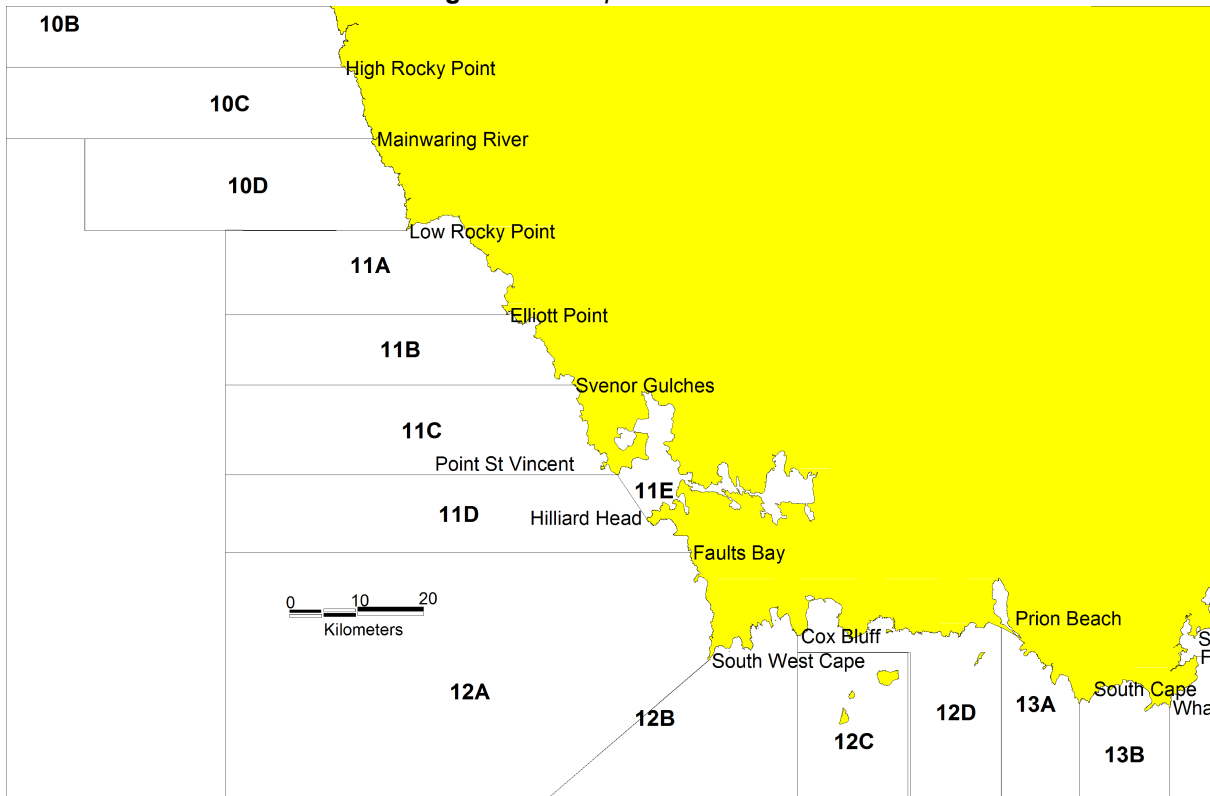 10B
High Rocky Point
10C
Mainwaring River
10D
Low Rocky Point
11A
Elliott Point
11B
Svenor Gulches
11C
Point St Vincent
11E
11D
Hilliard Head
Faults Bay
0 10 20
Kilometers
Prion Beach
Cox Bluff
South West Cape
South Cape
12A
12B
12C
12D
13A
13B